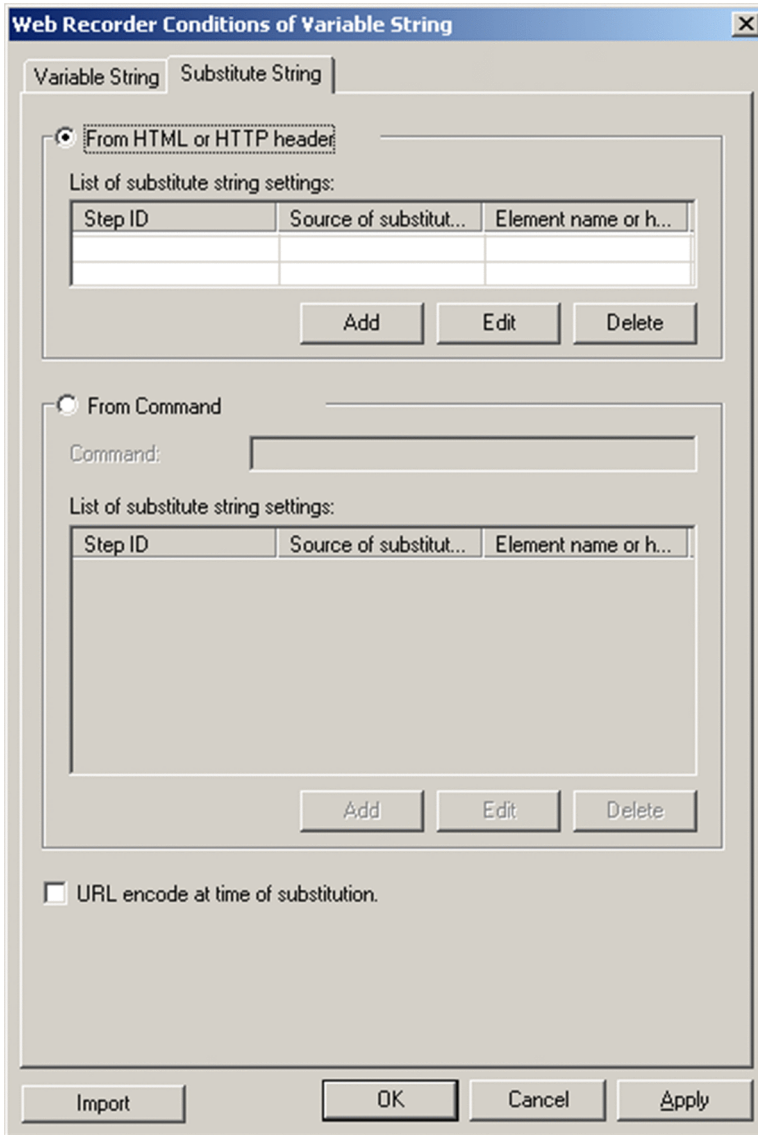 Web Recorder Conditions of Variable String
Variable String Substitute String
From HTML or HTTP header
List of substitute string settings:
Step ID Source of substitut... Element name or h...
Add Edit Delete
From Command
Command:
List of substitute string settings:
Step ID Source of substitut... Element name or h...
Add Edit Delete
URL encode at time of substitution.
Import OK Cancel Apply